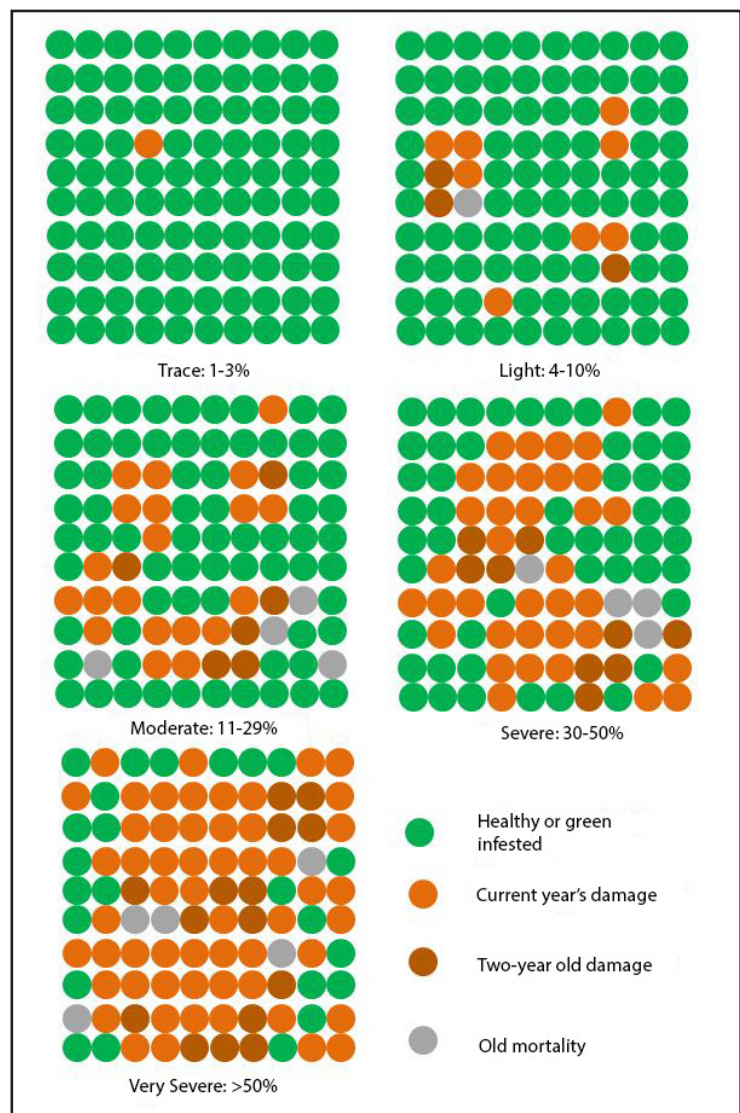 Trace: 1-3%
Light: 4-10%
Moderate: 11-29%
Severe: 30-50%
Very Severe: >50%
Healthy or green
infested
Current year's damage
Two-year old damage
Old mortality